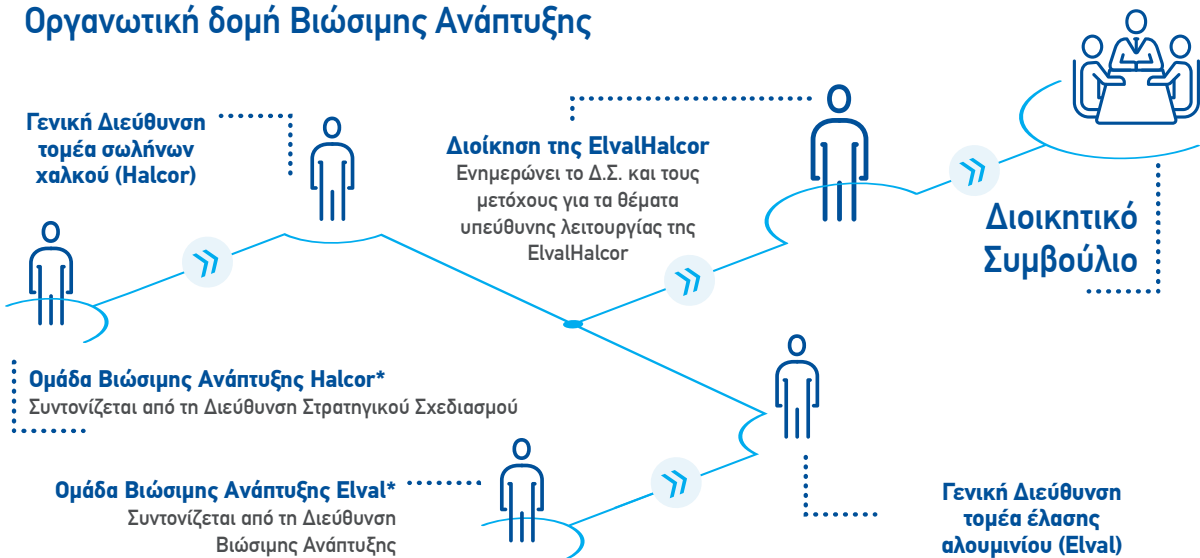 Οργανωτική δομή Βιώσιμης Ανάπτυξης
Γενική Διεύθυνση
τομέα σωλήνων
χαλκού (Halcor)
Διοίκηση της ElvalHalcor
Ενημερώνει το Δ.Σ. και τους
μετόχους για τα θέματα
υπεύθυνης λειτουργίας της
ElvalHalcor
Διοικητικό
Συμβούλιο
Ομάδα Βιώσιμης Ανάπτυξης Halcor*
Συντονίζεται από τη Διεύθυνση Στρατηγικού Σχεδιασμού
Ομάδα Βιώσιμης Ανάπτυξης Elval*
Συντονίζεται από τη Διεύθυνση
Βιώσιμης Ανάπτυξης
Γενική Διεύθυνση
τομέα έλασης
αλουμινίου (Elval)